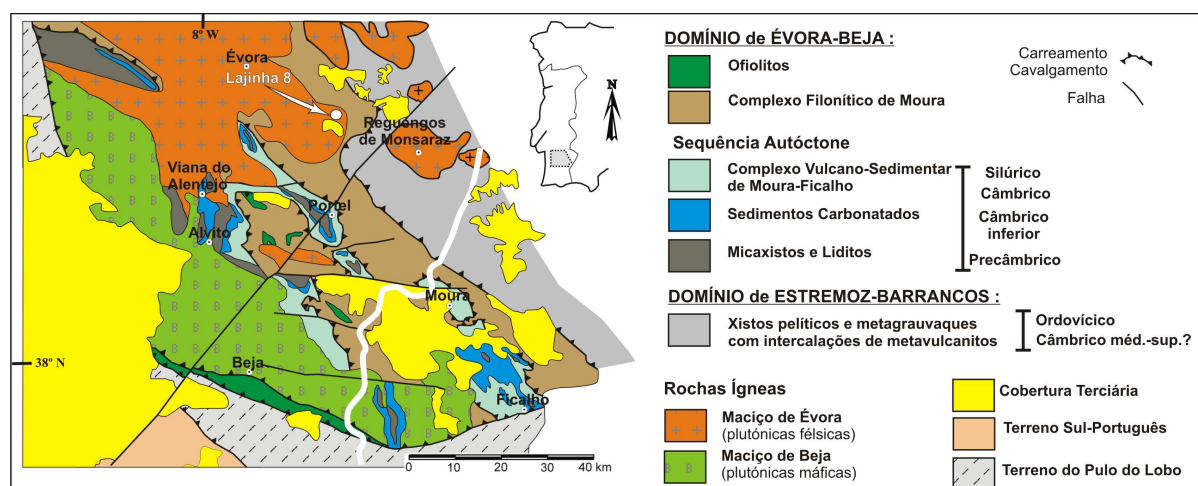 8º W
Évora
Lajinha 8
Reguengos
de Monsaraz
Viana do
Alentejo
Portel
Alvito
Moura
38º N
Beja
Ficalho
0 10 20 30 40 km
N
DOMÍNIO de ÉVORA-BEJA :
Ofiolitos
Complexo Filonítico de Moura
Carreamento
Cavalgamento
Falha
Sequência Autóctone
Complexo Vulcano-Sedimentar
de Moura-Ficalho
Sedimentos Carbonatados
Micaxistos e Liditos
Silúrico
Câmbrico
Câmbrico
inferior
Precâmbrico
DOMÍNIO de ESTREMOZ-BARRANCOS :
Xistos pelíticos e metagrauvaques
com intercalações de metavulcanitos
Ordovícico
Câmbrico méd.-sup.?
Rochas Ígneas
Maciço de Évora
(plutónicas félsicas)
Maciço de Beja
(plutónicas máficas)
Cobertura Terciária
Terreno Sul-Português
Terreno do Pulo do Lobo